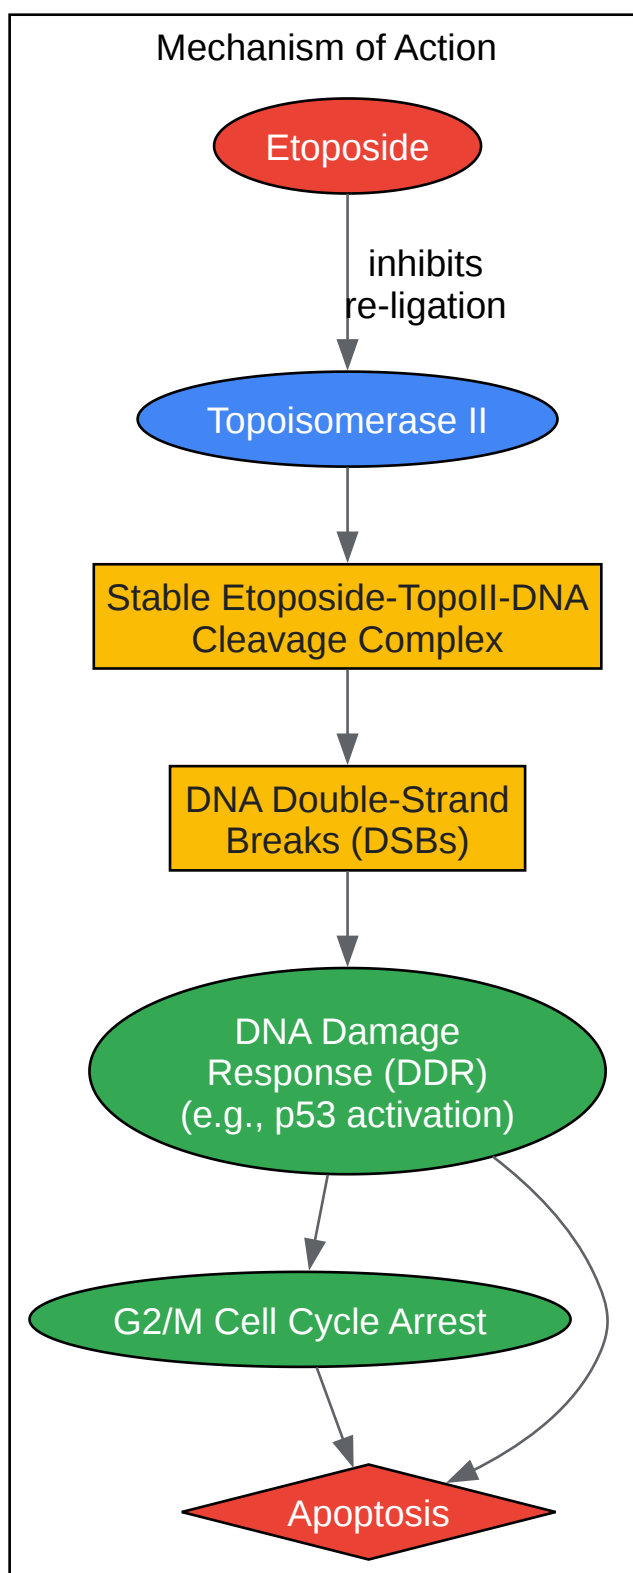 Mechanism of Action
Etoposide
inhibits
re-ligation
Topoisomerase II
Stable Etoposide-TopoII-DNA
Cleavage Complex
DNA Double-Strand
Breaks (DSBs)
DNA Damage
Response (DDR)
(e.g., p53 activation)
G2/M Cell Cycle Arrest
Apoptosis